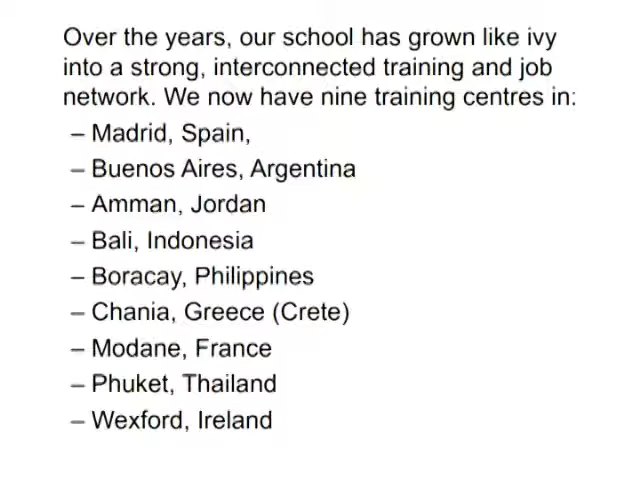 Over the years, our school has grown like ivy
into a strong, interconnected training and job
network. We now have nine training centres in:
– Madrid, Spain,
– Buenos Aires, Argentina
– Amman, Jordan
– Bali, Indonesia
– Boracay, Philippines
– Chania, Greece (Crete)
– Modane, France
– Phuket, Thailand
– Wexford, Ireland